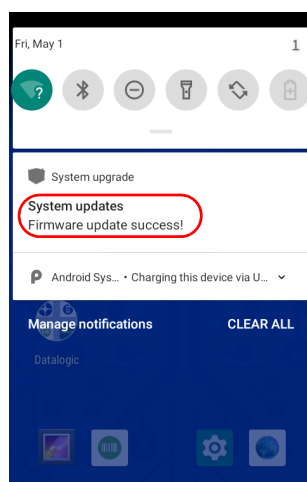 Fri, May 1 1
?
System upgrade
System updates
Firmware update success!
Android Sys... • Charging this device via U...
Manage notifications CLEAR ALL
Datalogic